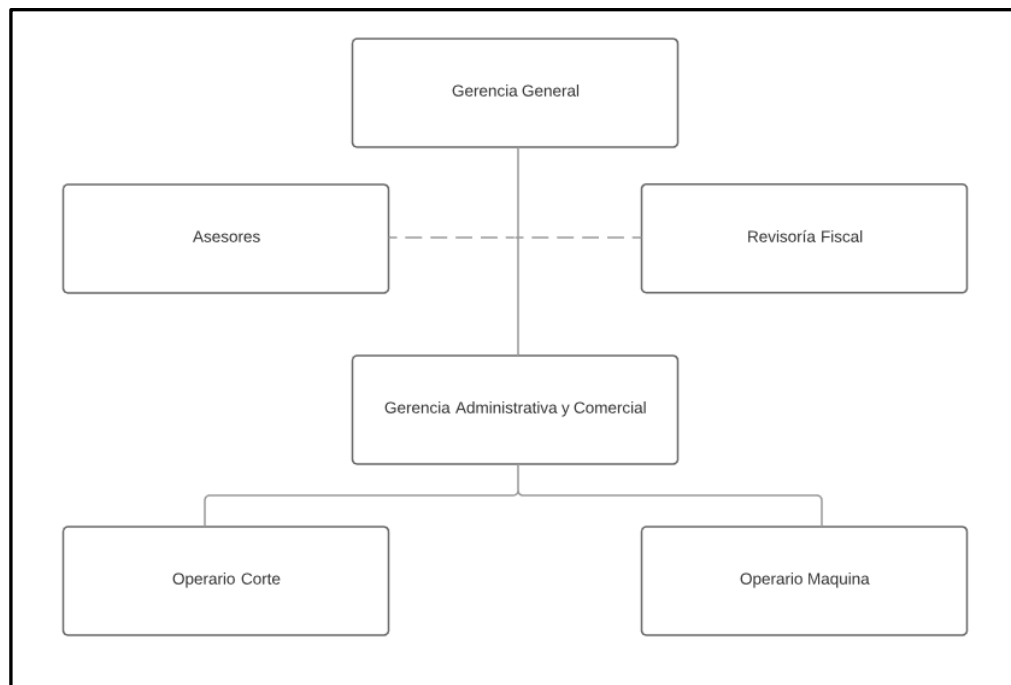 Gerencia General
Asesores
Revisoría Fiscal
Gerencia Administrativa y Comercial
Operario Corte
Operario Maquina